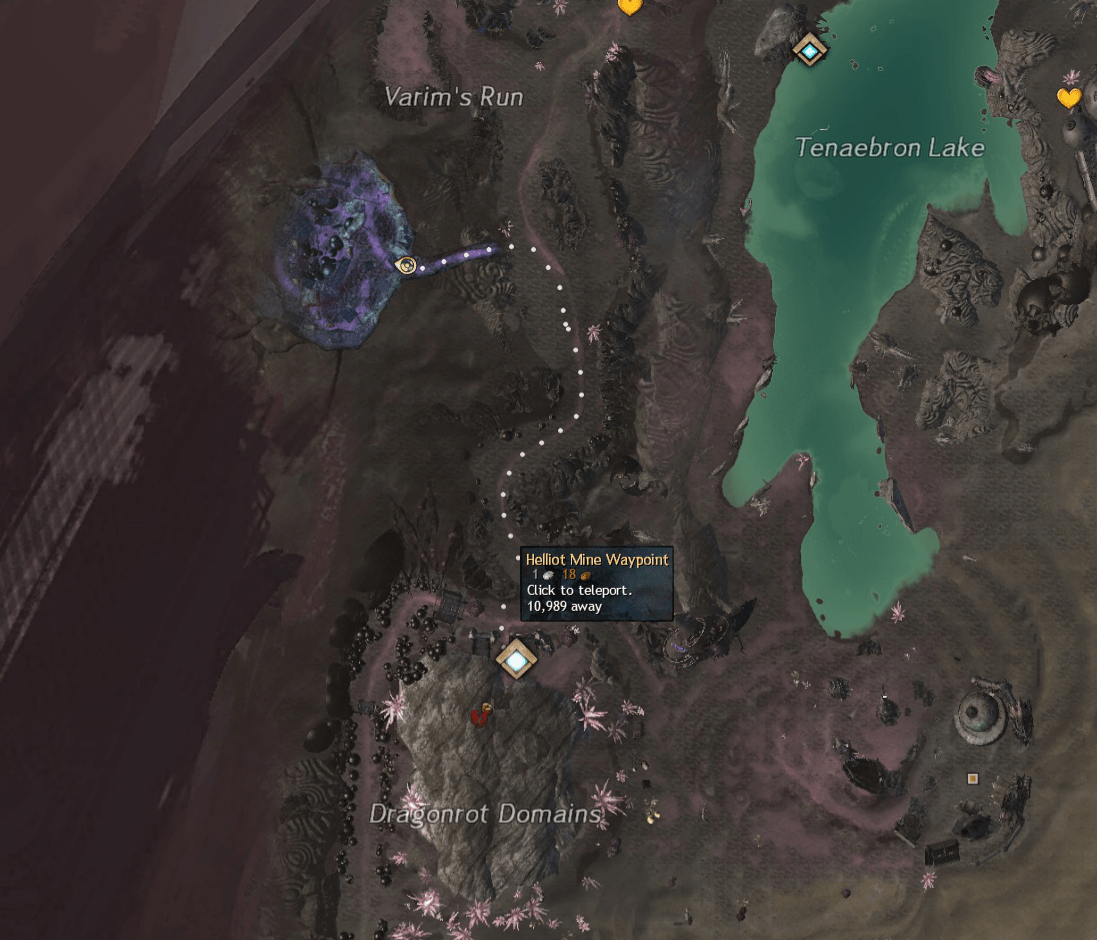 Varim's Run
Tenaebron Lake
Helliot Mine Waypoint
1 18
Click to teleport.
10,989 away
Dragonrot Domains